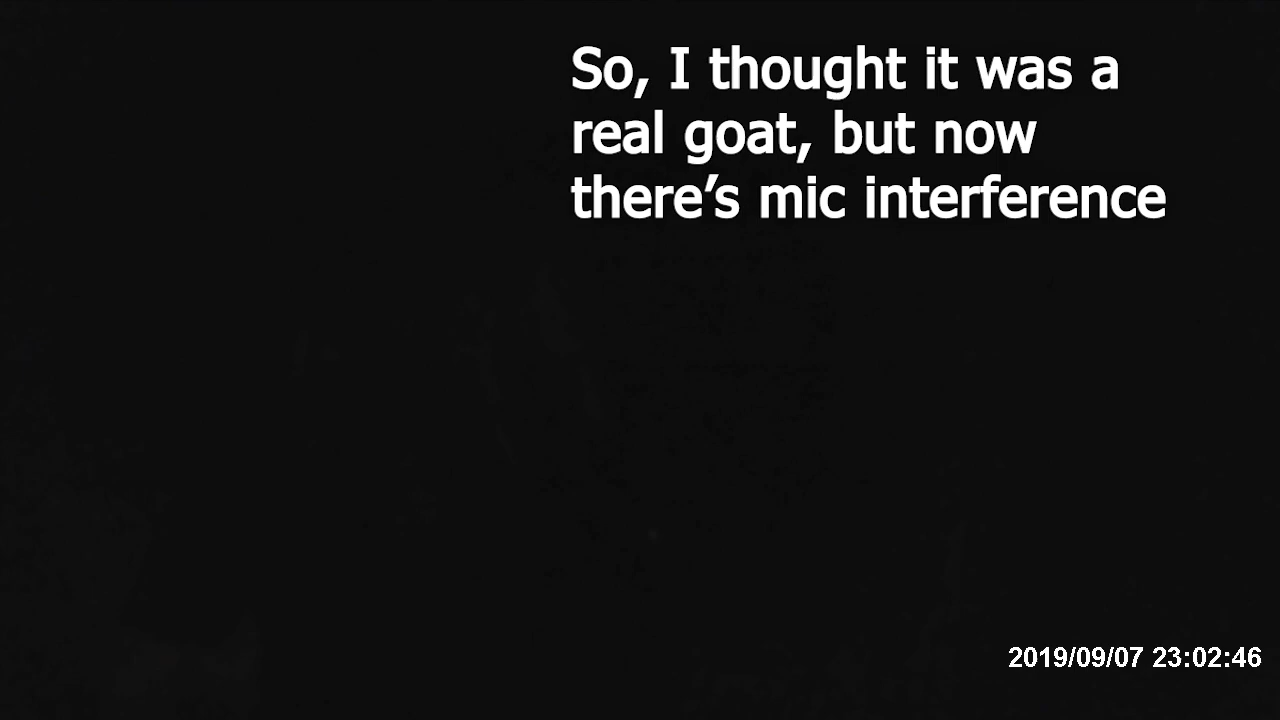 So, I thought it was a
real goat, but now
there’s mic interference
2019/09/07 23:02:46